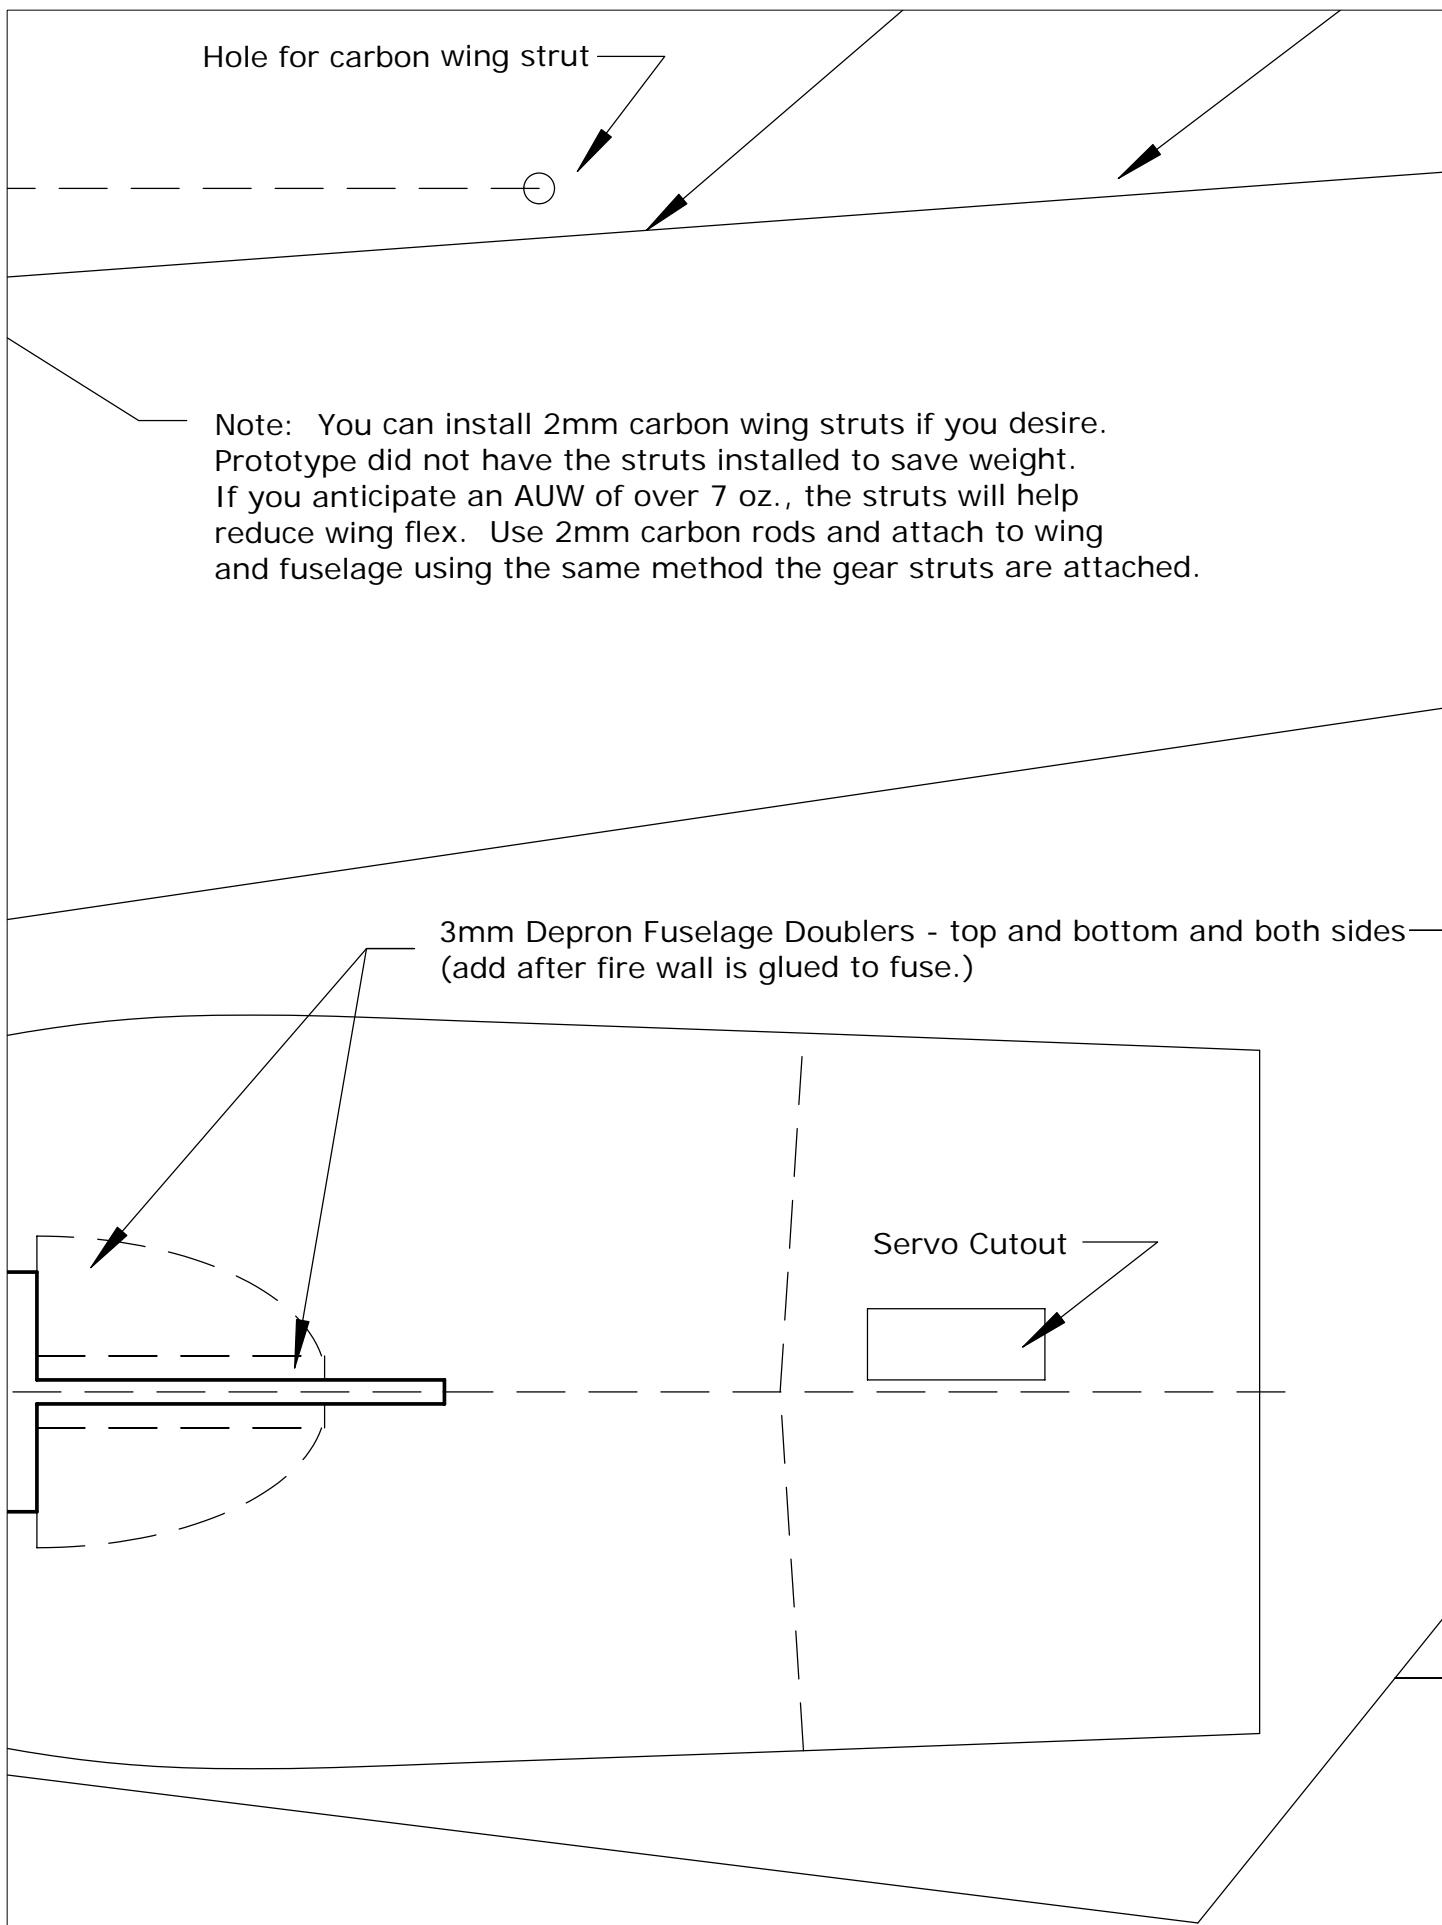 Hole for carbon wing strut
Note:  You can install 2mm carbon wing struts if you desire.
Prototype did not have the struts installed to save weight.
If you anticipate an AUW of over 7 oz., the struts will help
reduce wing flex.  Use 2mm carbon rods and attach to wing
and fuselage using the same method the gear struts are attached.
3mm Depron Fuselage Doublers - top and bottom and both sides
(add after fire wall is glued to fuse.)
Servo Cutout